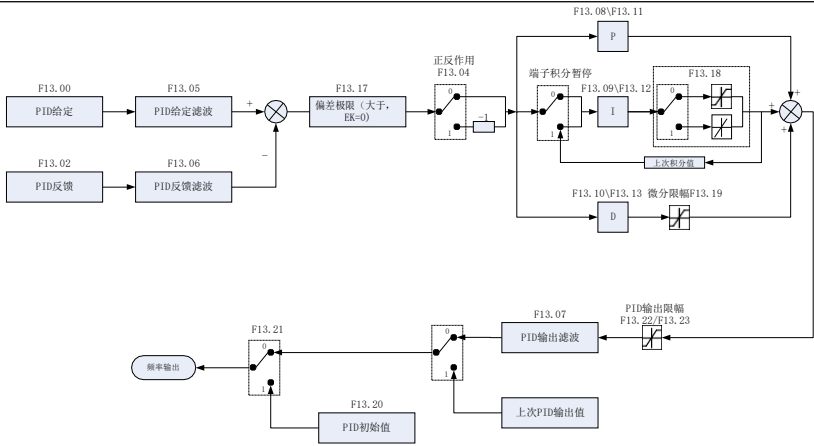 F13.08\F13.11
P
正反作用
F13.04
端子积分暂停
F13.18
F13.00
F13.05
F13.17
F13.09\F13.12
PID给定
PID给定滤波
+
偏差极限（大于，
EK=0)
0
1
-1
0
1
I
0
1
+
+
+
上次积分值
F13.02
F13.06
-
PID反馈
PID反馈滤波
F13.10\F13.13 微分限幅F13.19
D
PID输出限幅
F13.22/F13.23
F13.07
PID输出滤波
F13.21
0
1
0
1
频率输出
F13.20
PID初始值
上次PID输出值